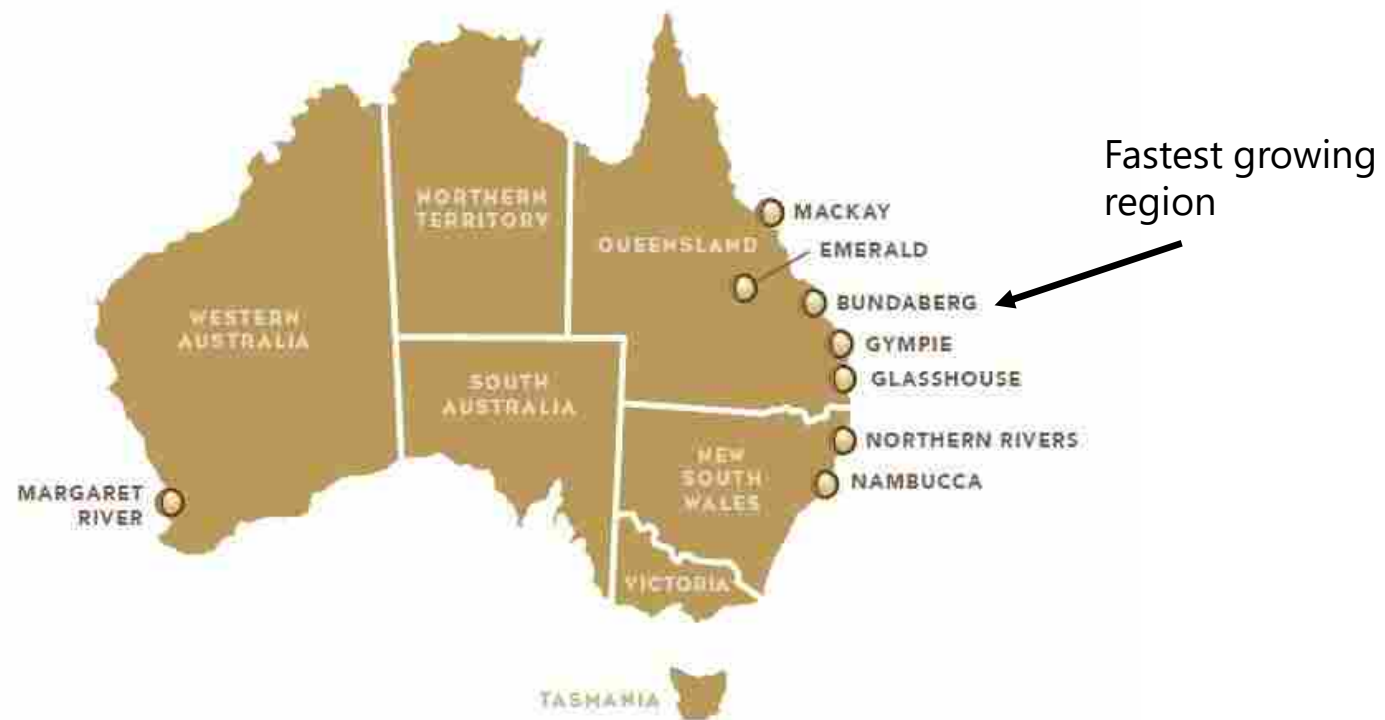 Fastest growing
region
NORTHERN
TERRITORY
QUEENSLAND
MACKAY
EMERALD
BUNDABERG
GYMPIE
GLASSHOUSE
WESTERN
AUSTRALIA
SOUTH
AUSTRALIA
NORTHERN RIVERS
NEW
SOUTH
WALES
NAMBUCCA
MARGARET
RIVER
VICTORIA
TASMANIA